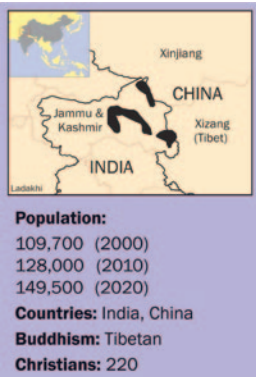 Xinjiang
CHINA
Jammu &
Kashmir
Xizang
(Tibet)
INDIA
Ladakhi
Population:
109,700 (2000)
128,000 (2010)
149,500 (2020)
Countries: India, China
Buddhism: Tibetan
Christians: 220